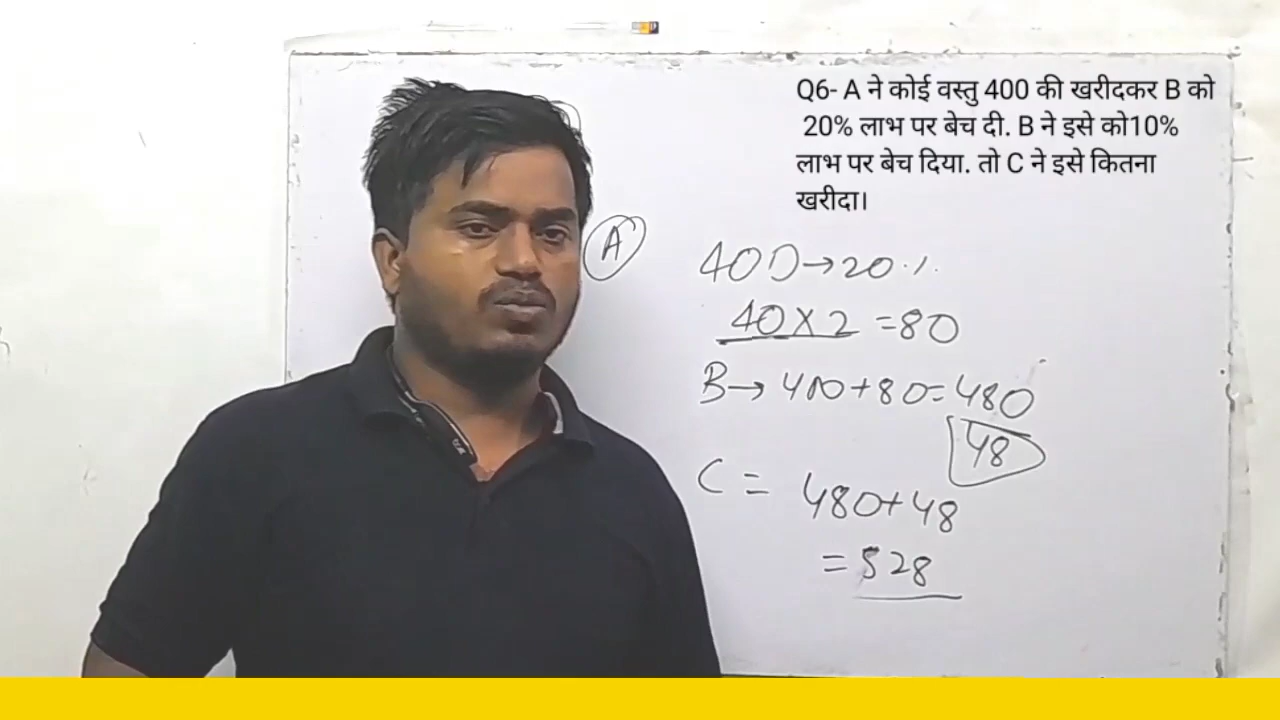 Q6- A ने कोई वस्तु 400 की खरीदकर B को
20% लाभ पर बेच दी. B ने इसे को10%
लाभ पर बेच दिया. तो C ने इसे कितना
खरीदा।
A
400→20%
40×2=80
B→400+80=480
48
C= 480+48
=528